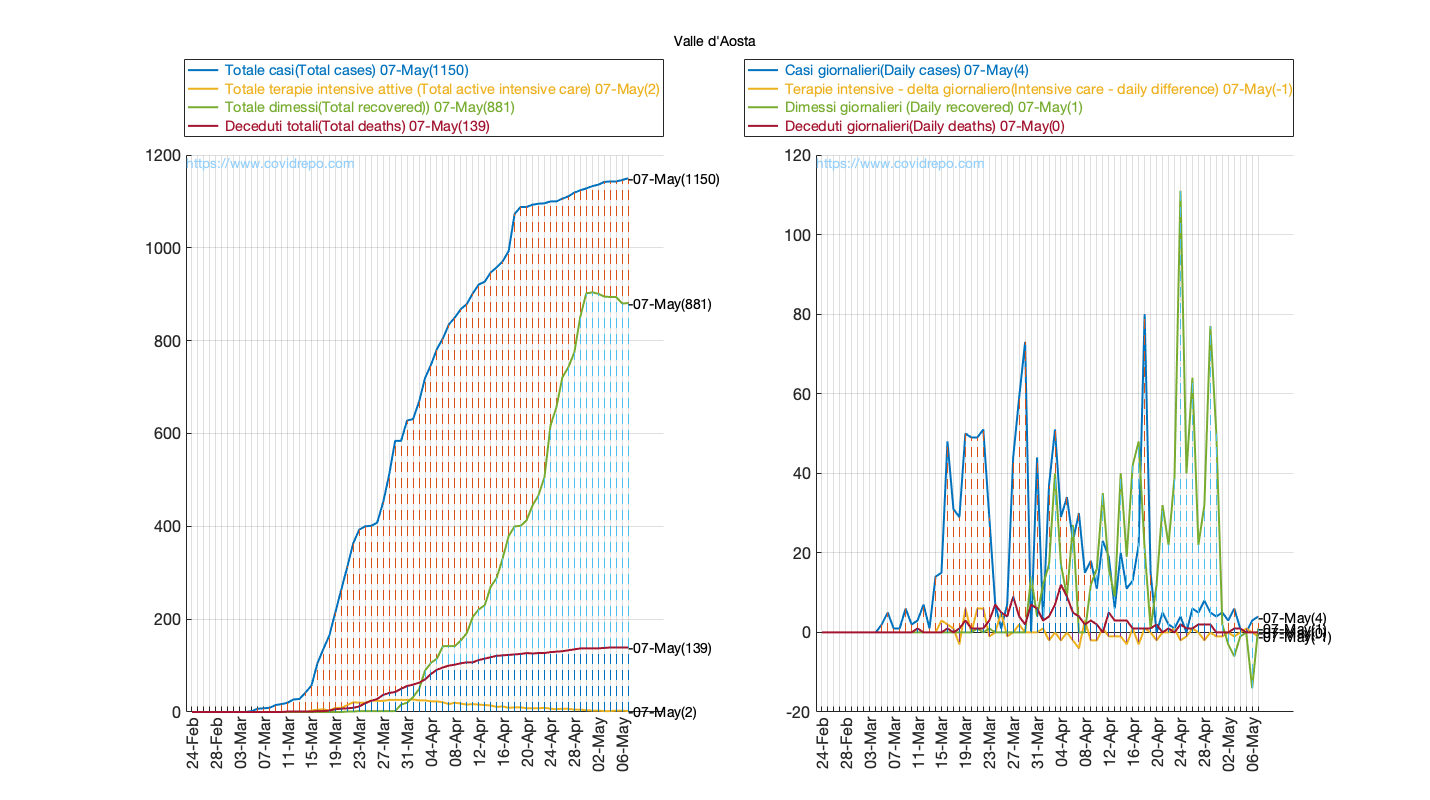 Valle d'Aosta
Totale casi(Total cases) 07-May(1150)
Totale terapie intensive attive (Total active intensive care) 07-May(2)
Totale dimessi(Total recovered)) 07-May(881)
Deceduti totali(Total deaths) 07-May(139)
https://www.covidrepo.com
1200
1000
800
600
400
200
0
07-May(1150)
07-May(881)
07-May(139)
07-May(2)
24-Feb
28-Feb
03-Mar
07-Mar
11-Mar
15-Mar
19-Mar
23-Mar
27-Mar
31-Mar
04-Apr
08-Apr
12-Apr
16-Apr
20-Apr
24-Apr
28-Apr
02-May
06-May
Casi giornalieri(Daily cases) 07-May(4)
Terapie intensive - delta giornaliero(Intensive care - daily difference) 07-May(-1)
Dimessi giornalieri (Daily recovered) 07-May(1)
Deceduti giornalieri(Daily deaths) 07-May(0)
https://www.covidrepo.com
120
100
80
60
40
20
0
-20
07-May(4)
24-Feb
28-Feb
03-Mar
07-Mar
11-Mar
15-Mar
19-Mar
23-Mar
27-Mar
31-Mar
04-Apr
08-Apr
12-Apr
16-Apr
20-Apr
24-Apr
28-Apr
02-May
06-May